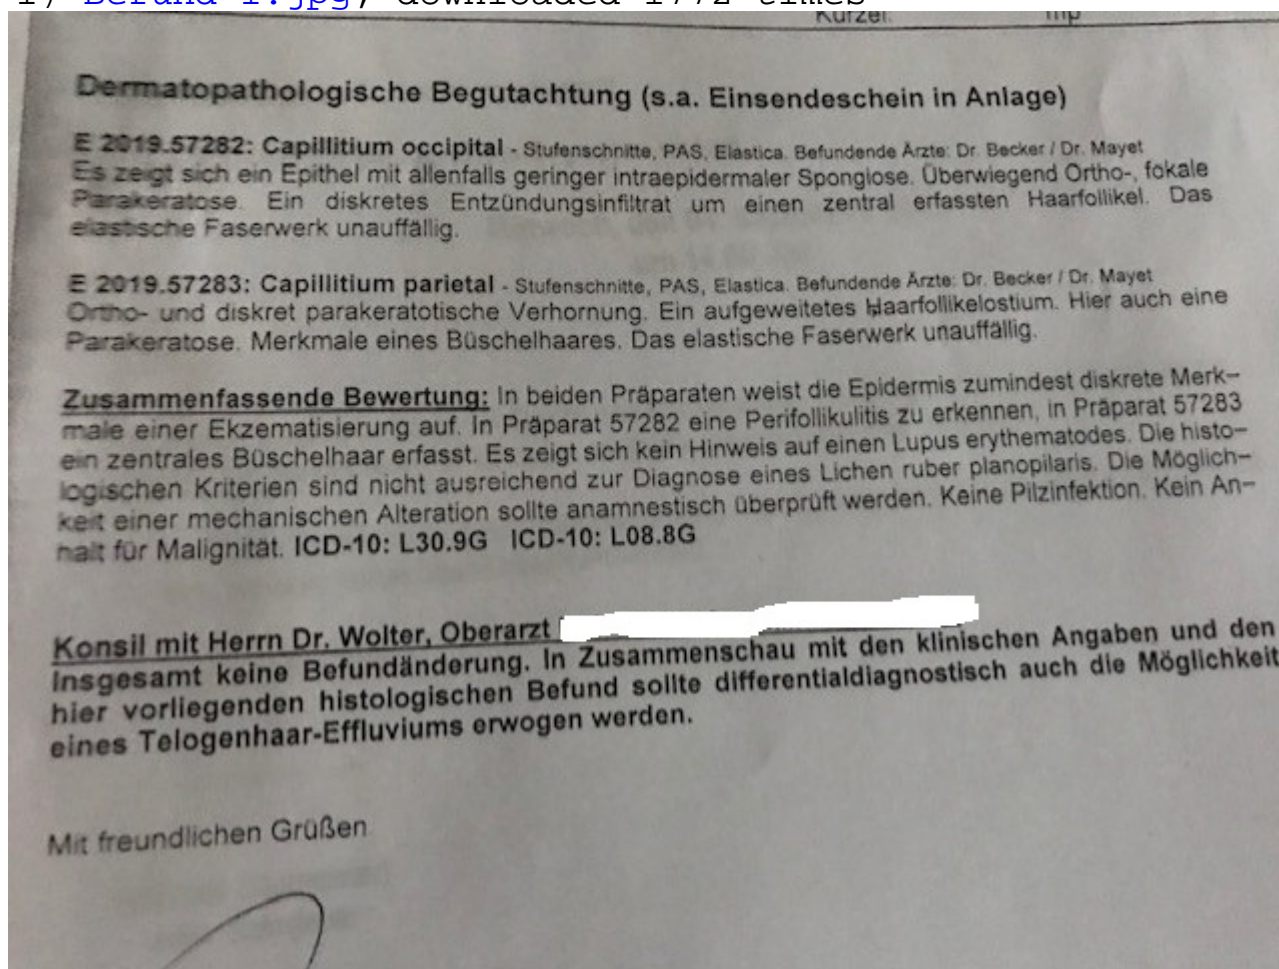 1) Befund 1.jpg, downloaded 1772 times
Kürzel: mp
Dermatopathologische Begutachtung (s.a. Einsendeschein in Anlage)
E 2019.57282: Capillitium occipital - Stufenschnitte, PAS, Elastica. Befundende Ärzte: Dr. Becker / Dr. Mayet
Es zeigt sich ein Epithel mit allenfalls geringer intraepidermaler Spongiose. Überwiegend Ortho-, fokale
Parakeratose. Ein diskretes Entzündungsinfiltrat um einen zentral erfassten Haarfollikel. Das
elastische Faserwerk unauffällig.
E 2019.57283: Capillitium parietal - Stufenschnitte, PAS, Elastica. Befundende Ärzte: Dr. Becker / Dr. Mayet
Ortho- und diskret parakeratotische Verhornung. Ein aufgeweitetes Haarfollikelostium. Hier auch eine
Parakeratose. Merkmale eines Büschelhaares. Das elastische Faserwerk unauffällig.
Zusammenfassende Bewertung: In beiden Präparaten weist die Epidermis zumindest diskrete Merk-
male einer Ekzematisierung auf. In Präparat 57282 eine Perifollikulitis zu erkennen, in Präparat 57283
ein zentrales Büschelhaar erfasst. Es zeigt sich kein Hinweis auf einen Lupus erythematodes. Die histo-
logischen Kriterien sind nicht ausreichend zur Diagnose eines Lichen ruber planopilaris. Die Möglich-
keit einer mechanischen Alteration sollte anamnestisch überprüft werden. Keine Pilzinfektion. Kein An-
halt für Malignität. ICD-10: L30.9G ICD-10: L08.8G
Konsil mit Herrn Dr. Wolter, Oberarzt
Insgesamt keine Befundänderung. In Zusammenschau mit den klinischen Angaben und den
hier vorliegenden histologischen Befund sollte differentialdiagnostisch auch die Möglichkeit
eines Telogenhaar-Effluviums erwogen werden.
Mit freundlichen Grüßen